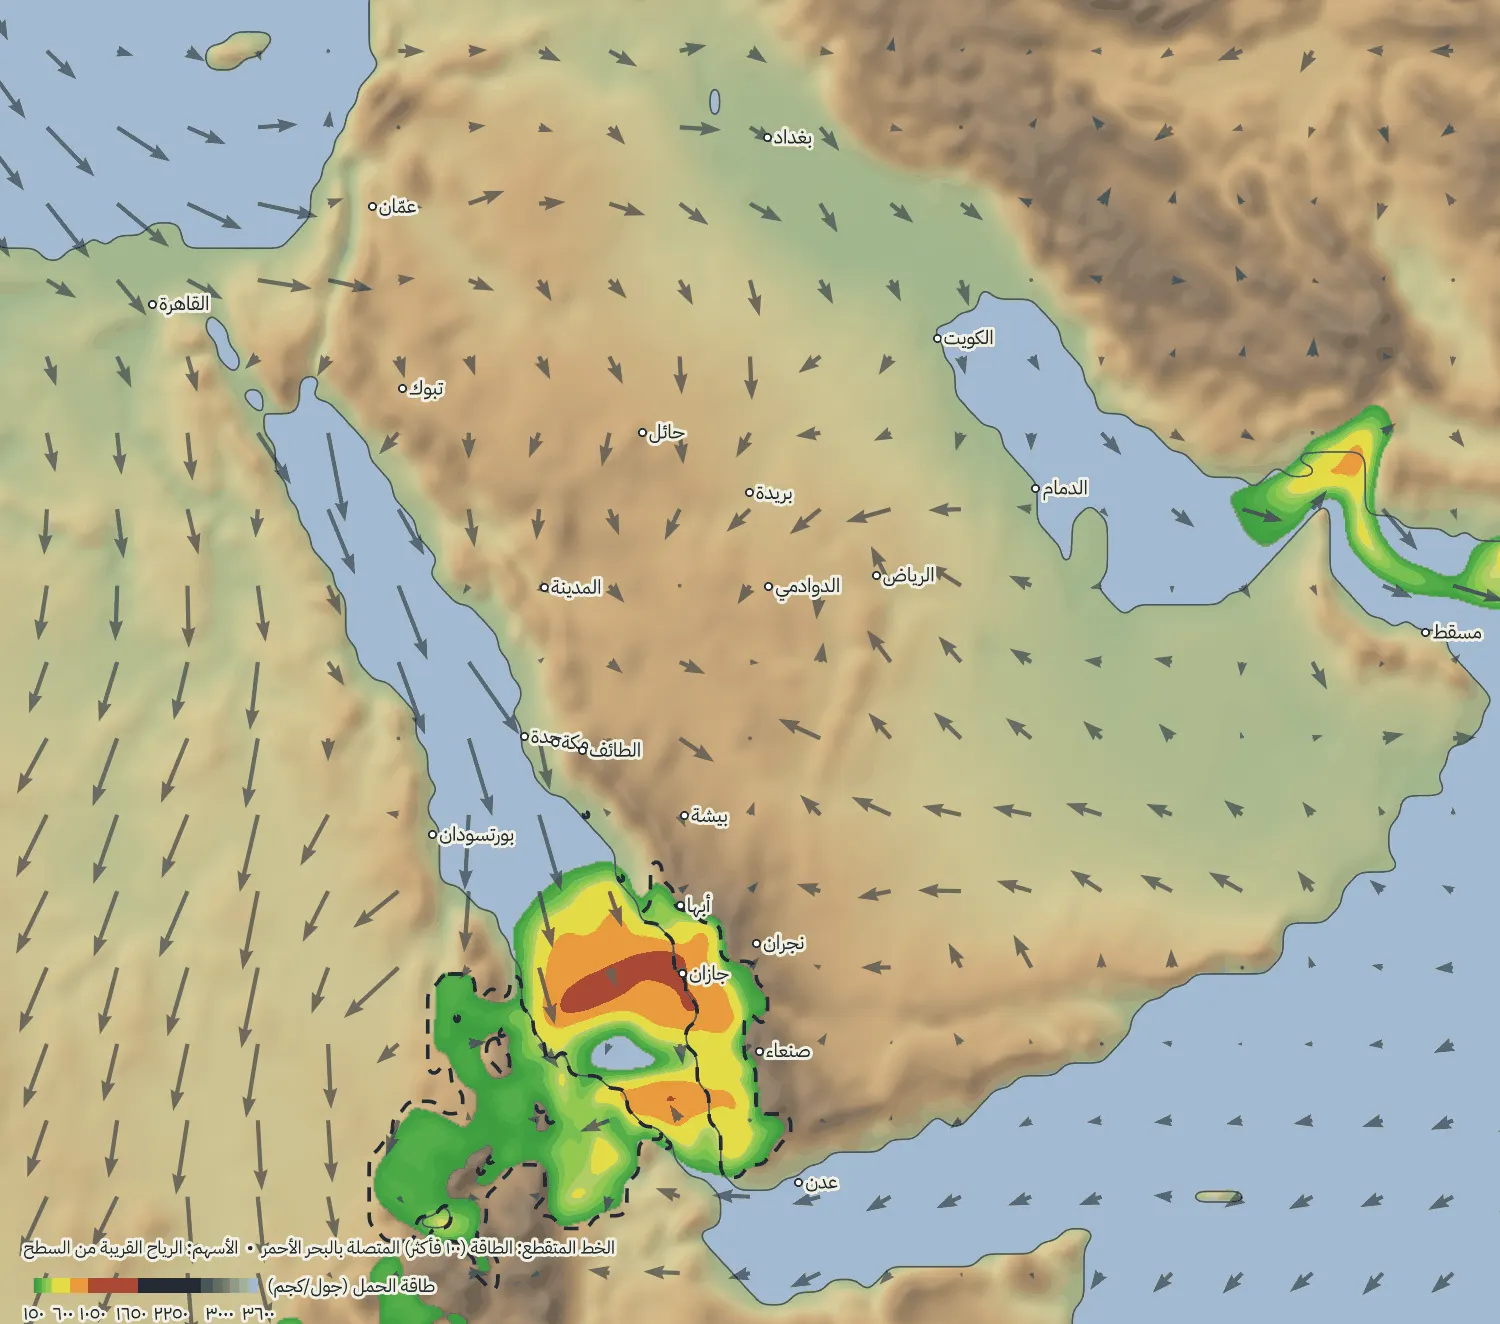 بغداد
عمّان
القاهرة
الكويت
تبوك
حائل
الدمام
بريدة
الرياض
الدوادمي
المدينة
مسقط
جدة
مكة
الطائف
بيشة
بورتسودان
أبها
نجران
جازان
صنعاء
عدن
الخط المتقطع: الطاقة (١٠٠ فأكثر) المتصلة بالبحر الأحمر • الأسهم: الرياح القريبة من السطح
طاقة الحمل (جول/كجم)
١٥٠ ٦٠٠ ١٠٥٠ ١٦٥٠ ٢٢٥٠ ٣٠٠٠ ٣٦٠٠